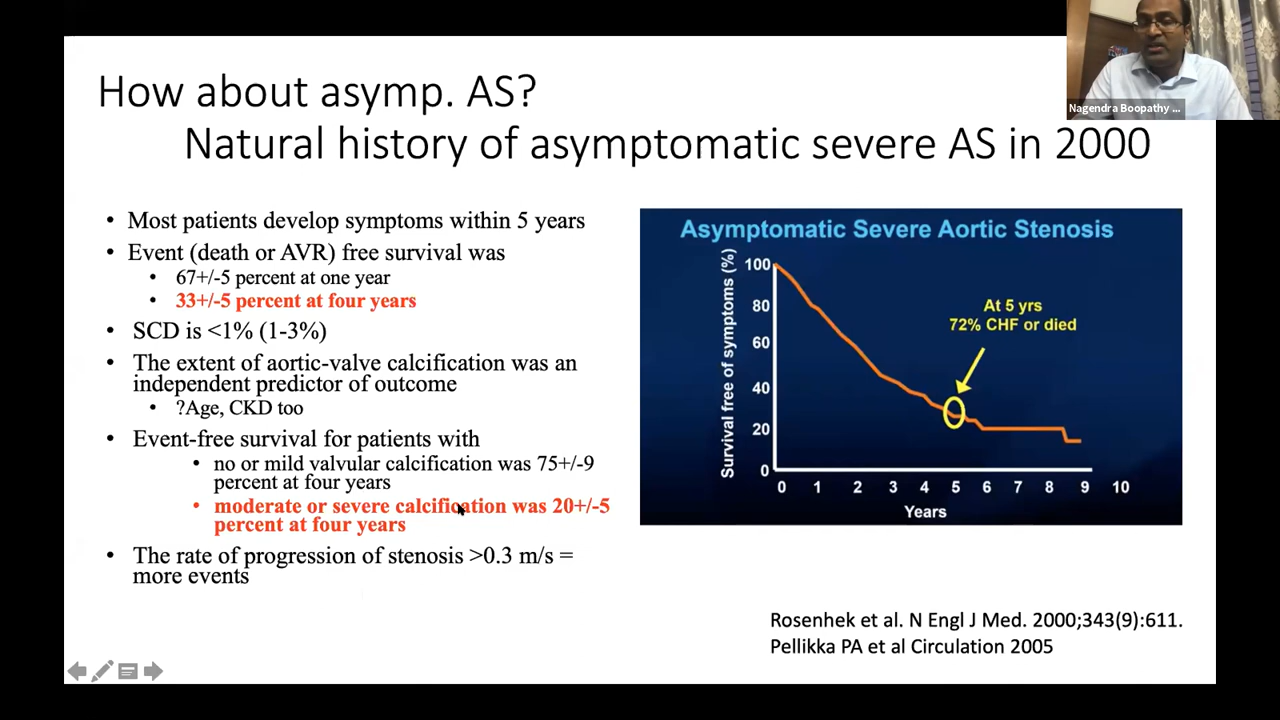 How about asymp. AS?
Natural history of asymptomatic severe AS in 2000
Nagendra Boopathy ...
• Most patients develop symptoms within 5 years
• Event (death or AVR) free survival was
• 67+/-5 percent at one year
• 33+/-5 percent at four years
• SCD is <1% (1-3%)
• The extent of aortic-valve calcification was an
independent predictor of outcome
• ?Age, CKD too
• Event-free survival for patients with
• no or mild valvular calcification was 75+/-9
percent at four years
• moderate or severe calcification was 20+/-5
percent at four years
• The rate of progression of stenosis >0.3 m/s =
more events
Asymptomatic Severe Aortic Stenosis
Survival free of symptoms (%)
100
80
60
40
20
0
At 5 yrs
72% CHF or died
0 1 2 3 4 5 6 7 8 9 10
Years
Rosenhek et al. N Engl J Med. 2000;343(9):611.
Pellikka PA et al Circulation 2005